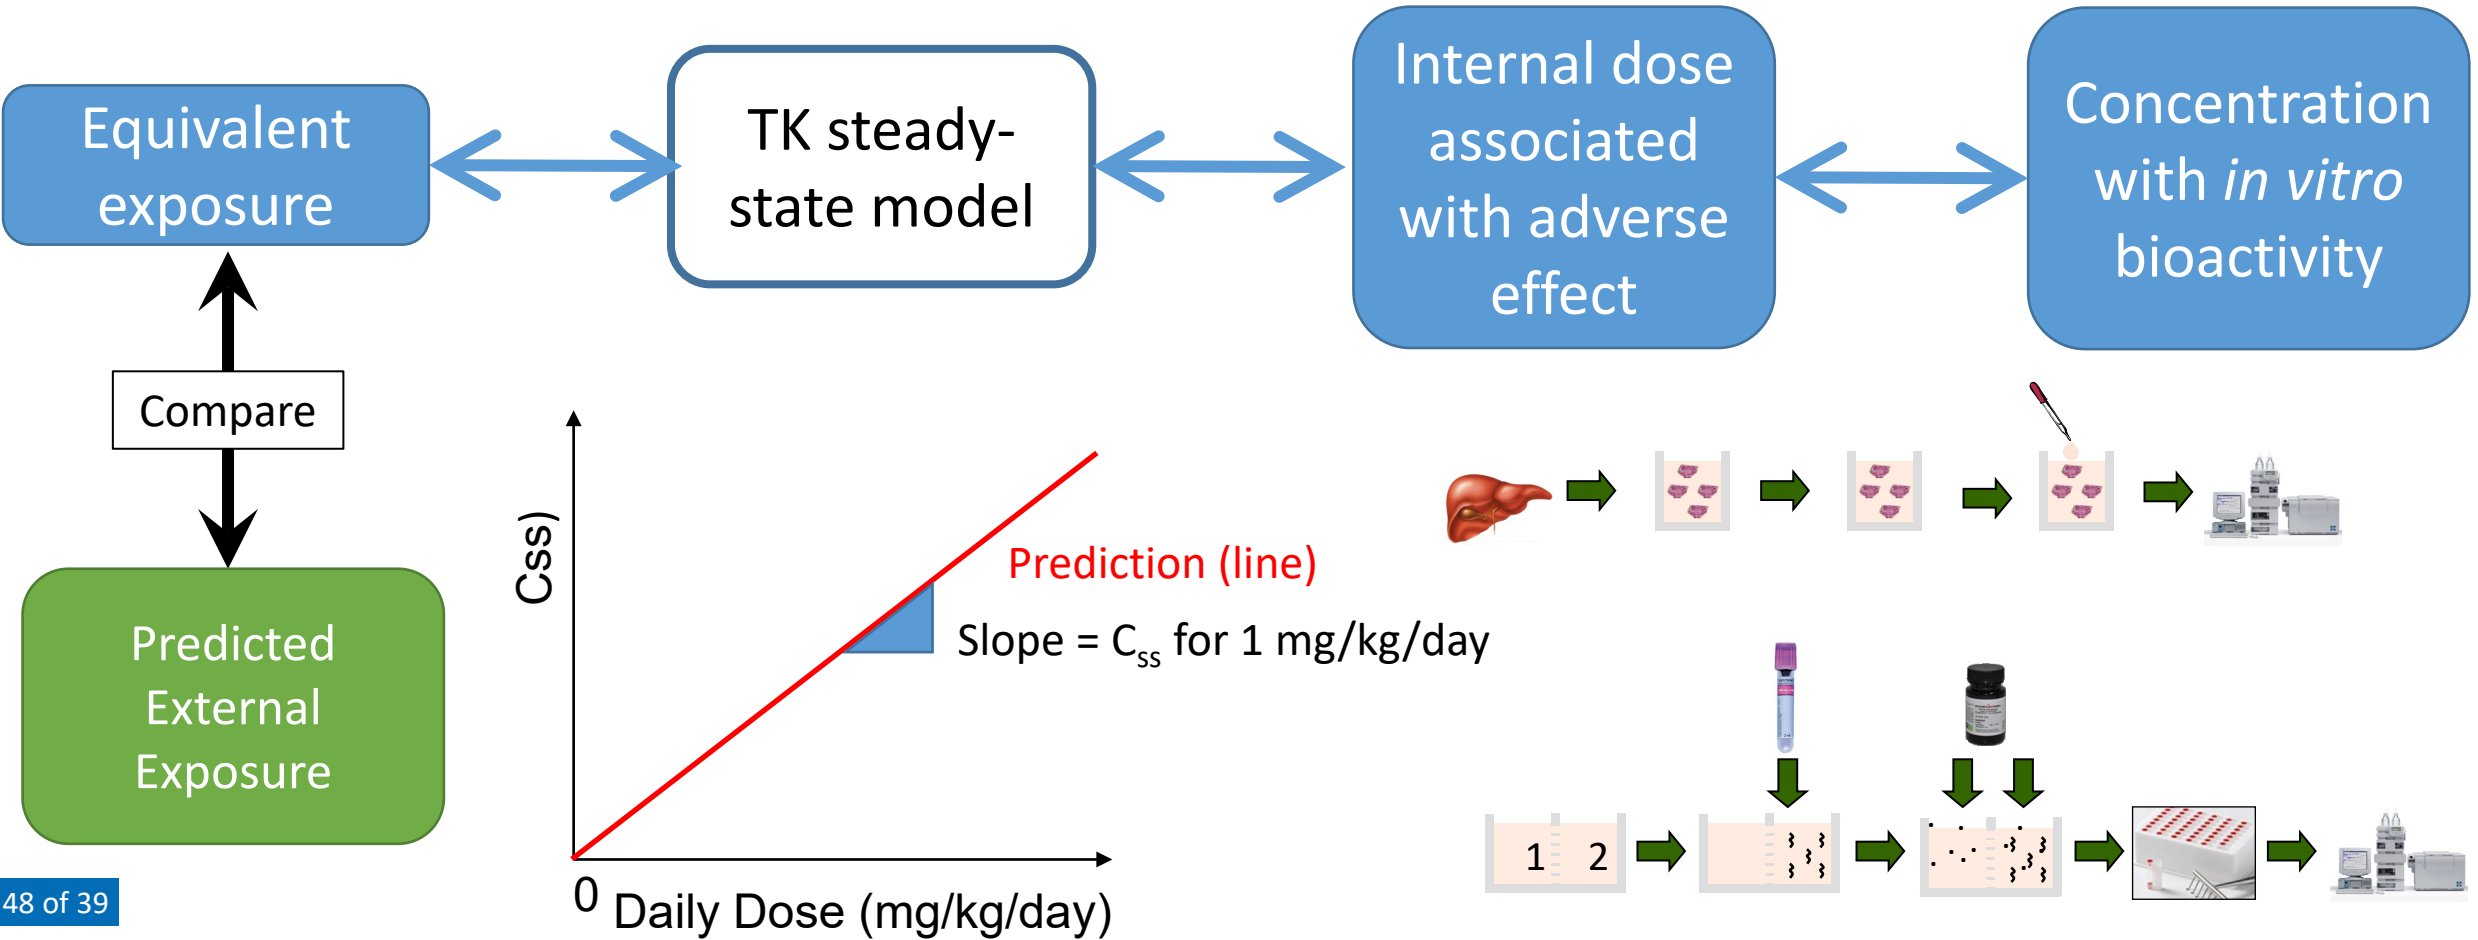 Equivalent
exposure
TK steady-
state model
Internal dose
associated
with adverse
effect
Concentration
with in vitro
bioactivity
Compare
Predicted
External
Exposure
Css
Prediction (line)
Slope = Css for 1 mg/kg/day
0
Daily Dose (mg/kg/day)
1
2
48 of 39